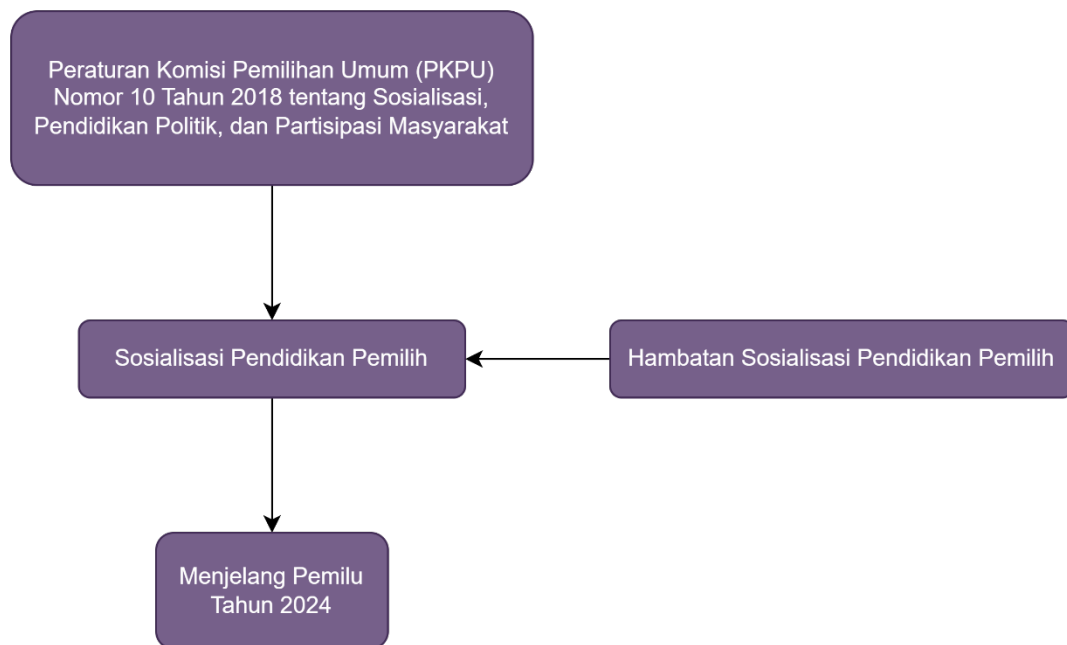 Peraturan Komisi Pemilihan Umum (PKPU)
Nomor 10 Tahun 2018 tentang Sosialisasi,
Pendidikan Politik, dan Partisipasi Masyarakat
Sosialisasi Pendidikan Pemilih
Hambatan Sosialisasi Pendidikan Pemilih
Menjelang Pemilu
Tahun 2024